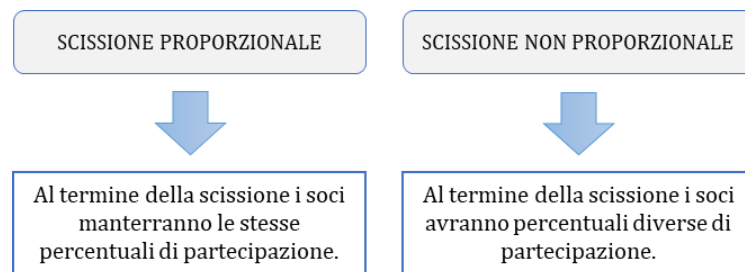 SCISSIONE PROPORZIONALE
Al termine della scissione i soci
manterranno le stesse
percentuali di partecipazione.
SCISSIONE NON PROPORZIONALE
Al termine della scissione i soci
avranno percentuali diverse di
partecipazione.